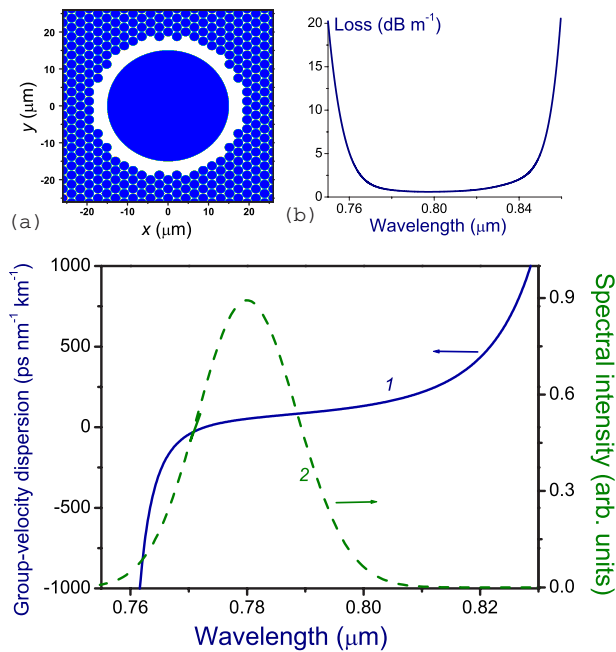 20
10
0
-10
-20
y (μm)
-20 -10 0 10 20
x (μm)
(a)
Loss (dB m⁻¹)
20
15
10
5
0
0.76 0.80 0.84
Wavelength (μm)
(b)
Group-velocity dispersion (ps nm⁻¹ km⁻¹)
1000
500
0
-500
-1000
1
2
0.9
0.6
0.3
0.0
Spectral intensity (arb. units)
0.76 0.78 0.80 0.82
Wavelength (μm)